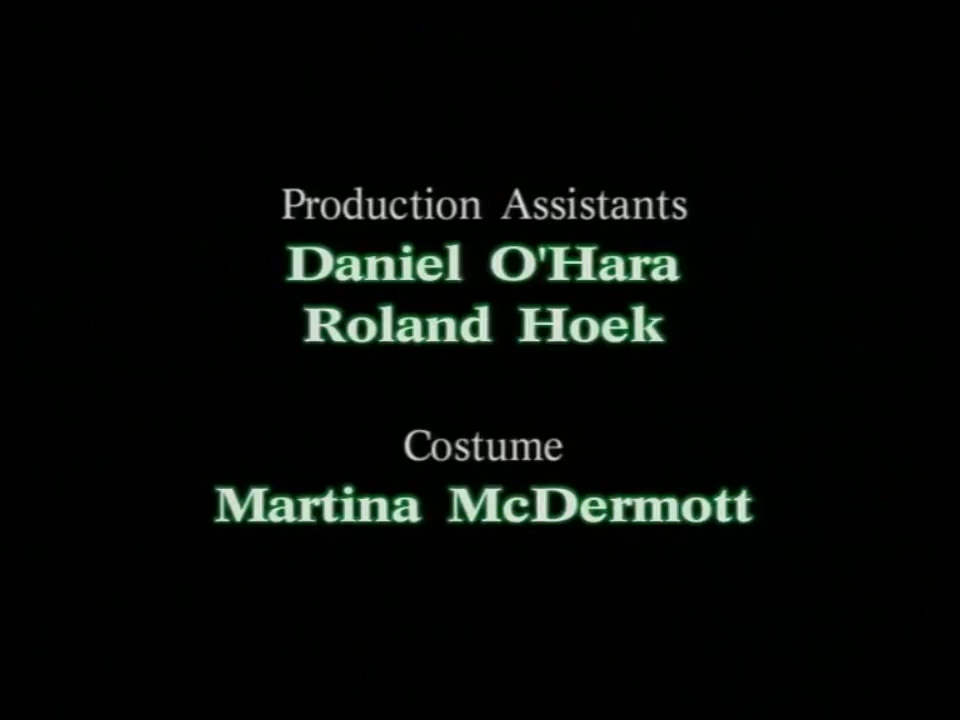 Production Assistants
Daniel O'Hara
Roland Hoek
Costume
Martina McDermott